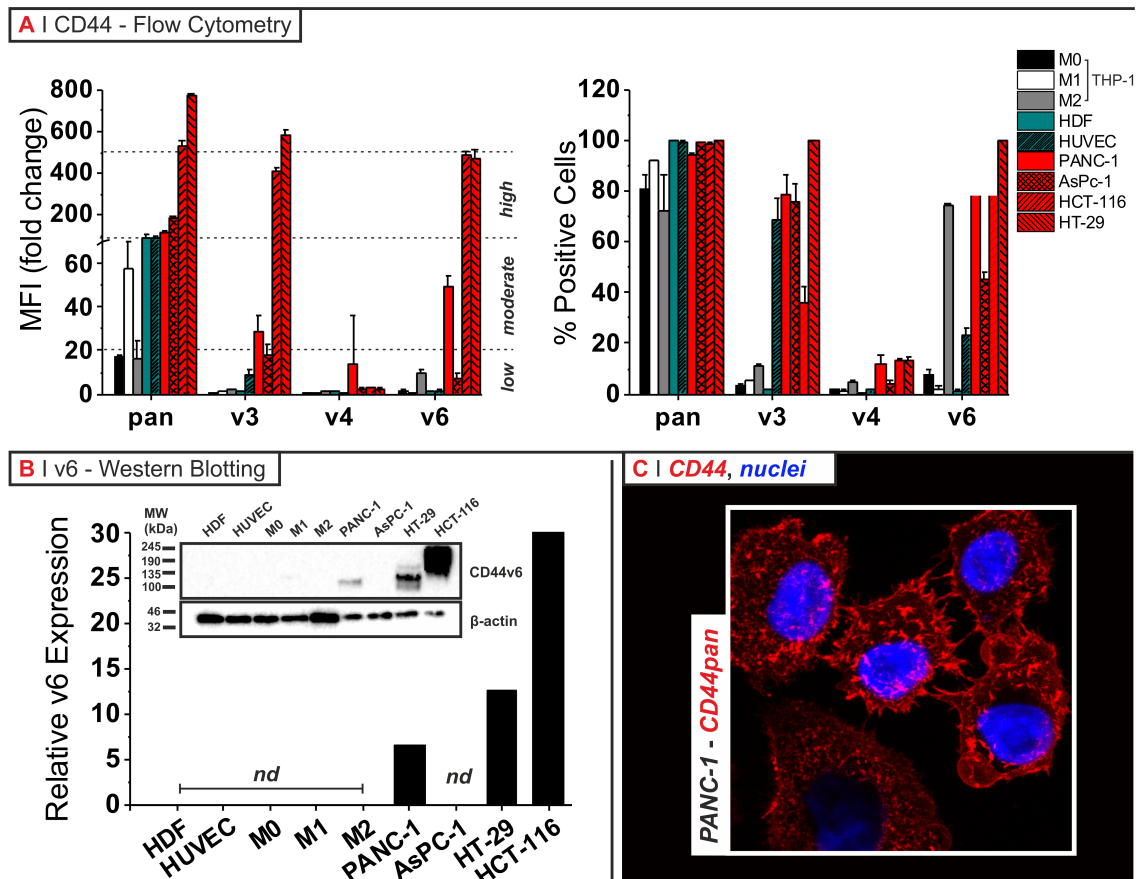 A I CD44 - Flow Cytometry
MFI (fold change)
800
600
400
200
60
40
20
0
high
moderate
low
pan v3 v4 v6
% Positive Cells
120
100
80
60
40
20
0
pan v3 v4 v6
M0
M1
M2
THP-1
HDF
HUVEC
PANC-1
AsPc-1
HCT-116
HT-29
B I v6 - Western Blotting
Relative v6 Expression
30
25
20
15
10
5
0
MW
(kDa)
HDF HUVEC M0 M1 M2 PANC-1 AsPC-1 HT-29 HCT-116
245
190
135
100
46
32
CD44v6
β-actin
nd
nd
HDF HUVEC M0 M1 M2 PANC-1 AsPC-1 HT-29 HCT-116
C I CD44, nuclei
PANC-1 - CD44pan